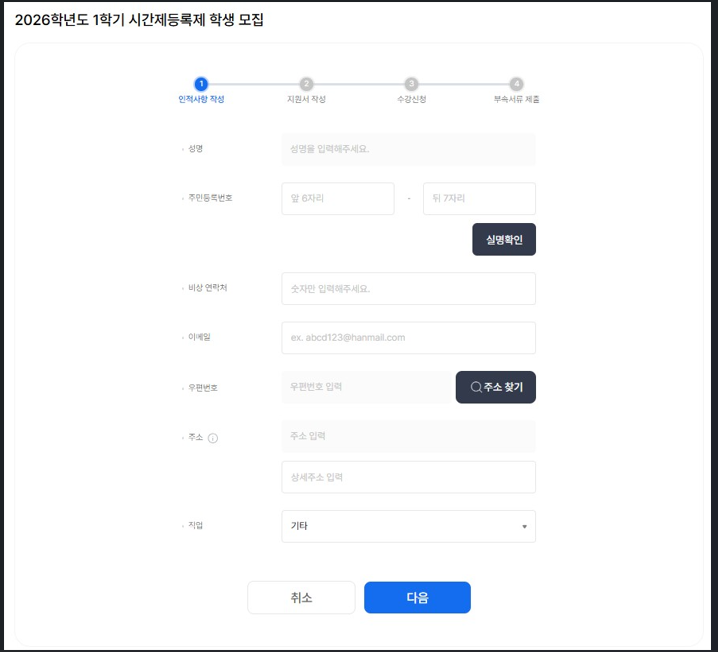 2026학년도 1학기 시간제등록제 학생 모집
1 2 3 4
인적사항 작성 지원서 작성 수강신청 부속서류 제출
성명 성명을 입력해주세요.
주민등록번호 앞 6자리 - 뒤 7자리
실명확인
비상 연락처 숫자만 입력해주세요.
이메일 ex. abcd123@hanmail.com
우편번호 우편번호 입력 주소 찾기
주소 주소 입력
상세주소 입력
직업 기타
취소 다음